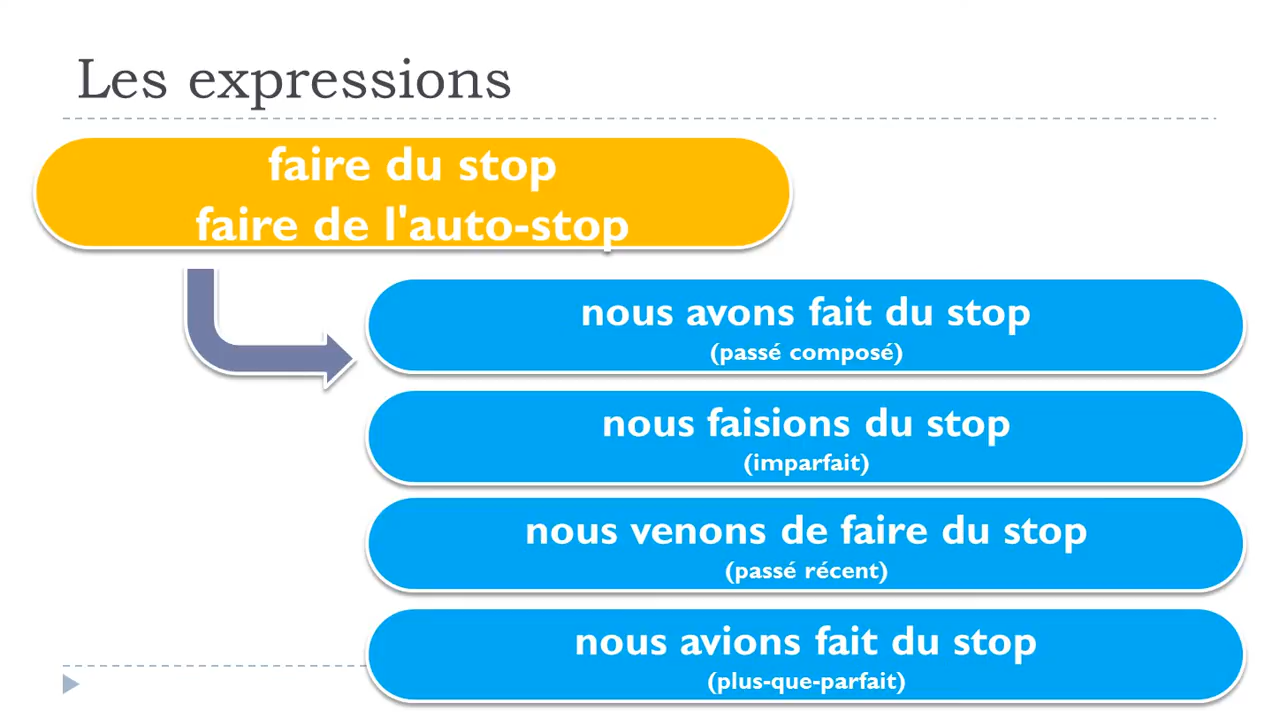 Les expressions
faire du stop
faire de l'auto-stop
nous avons fait du stop
(passé composé)
nous faisions du stop
(imparfait)
nous venons de faire du stop
(passé récent)
nous avions fait du stop
(plus-que-parfait)